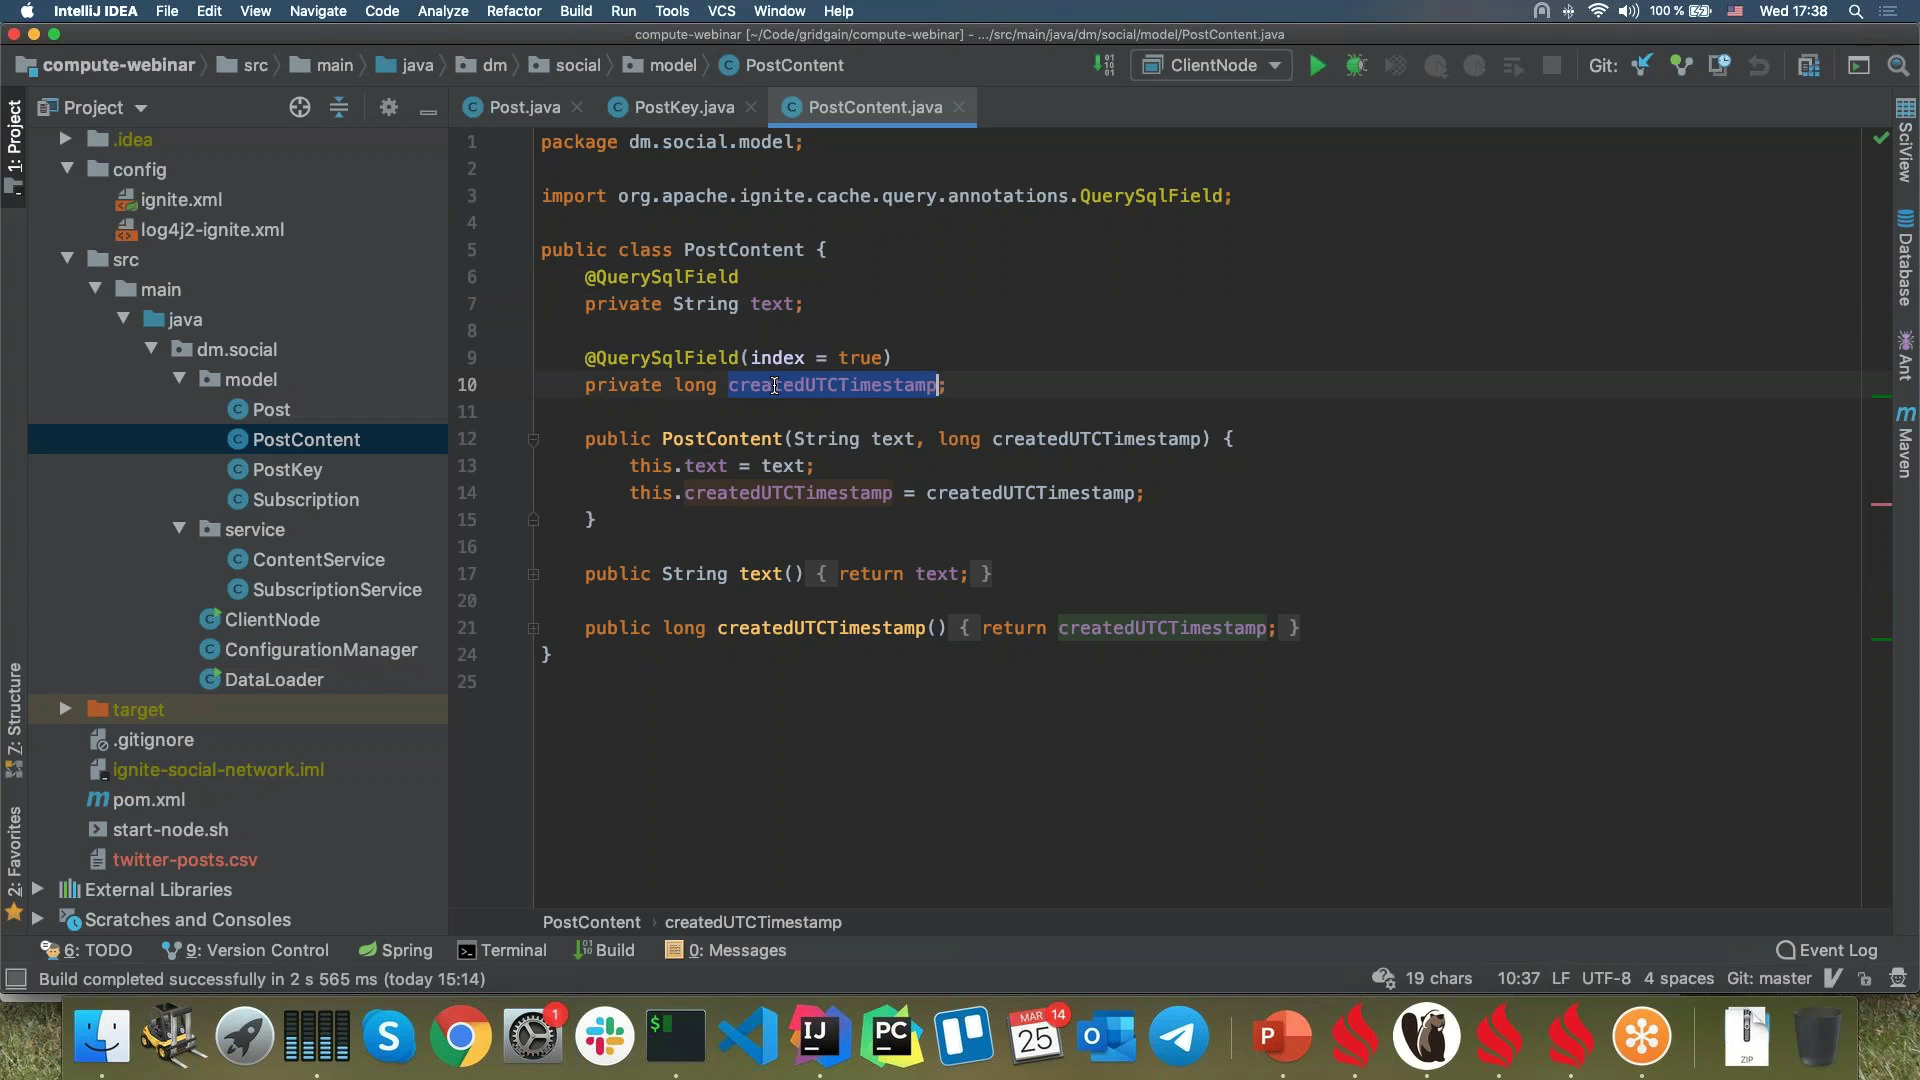 IntelliJ IDEA File Edit View Navigate Code Analyze Refactor Build Run Tools VCS Window Help 100 % Wed 17:38
compute-webinar [~/Code/gridgain/compute-webinar] - .../src/main/java/dm/social/model/PostContent.java
compute-webinar src main java dm social model PostContent ClientNode Git:
Project Post.java PostKey.java PostContent.java
1: Project
7: Structure
2: Favorites
.idea
config
ignite.xml
log4j2-ignite.xml
src
main
java
dm.social
model
Post
PostContent
PostKey
Subscription
service
ContentService
SubscriptionService
ClientNode
ConfigurationManager
DataLoader
target
.gitignore
ignite-social-network.iml
pom.xml
start-node.sh
twitter-posts.csv
External Libraries
Scratches and Consoles
1 package dm.social.model;
2
3 import org.apache.ignite.cache.query.annotations.QuerySqlField;
4
5 public class PostContent {
6 @QuerySqlField
7 private String text;
8
9 @QuerySqlField(index = true)
10 private long createdUTCTimestamp;
11
12 public PostContent(String text, long createdUTCTimestamp) {
13 this.text = text;
14 this.createdUTCTimestamp = createdUTCTimestamp;
15 }
16
17 public String text() { return text; }
20
21 public long createdUTCTimestamp() { return createdUTCTimestamp; }
24 }
25
SciView
Database
Ant
Maven
PostContent createdUTCTimestamp
6: TODO 9: Version Control Spring Terminal Build 0: Messages Event Log
Build completed successfully in 2 s 565 ms (today 15:14) 19 chars 10:37 LF UTF-8 4 spaces Git: master
S 1 $ IJ PC MAR 25 14 P ZIP